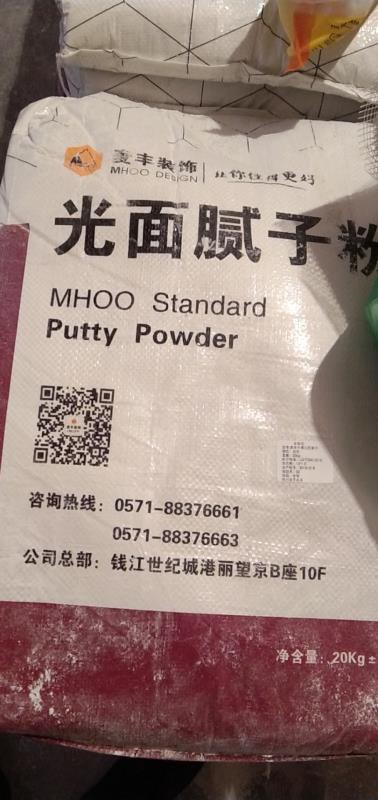 麦丰装饰 让你住得更好
MHOO DESIGN
光面腻子粉
MHOO Standard
Putty Powder
咨询热线：0571-88376661
0571-88376663
公司总部：钱江世纪城港丽望京B座10F
净含量：20Kg±